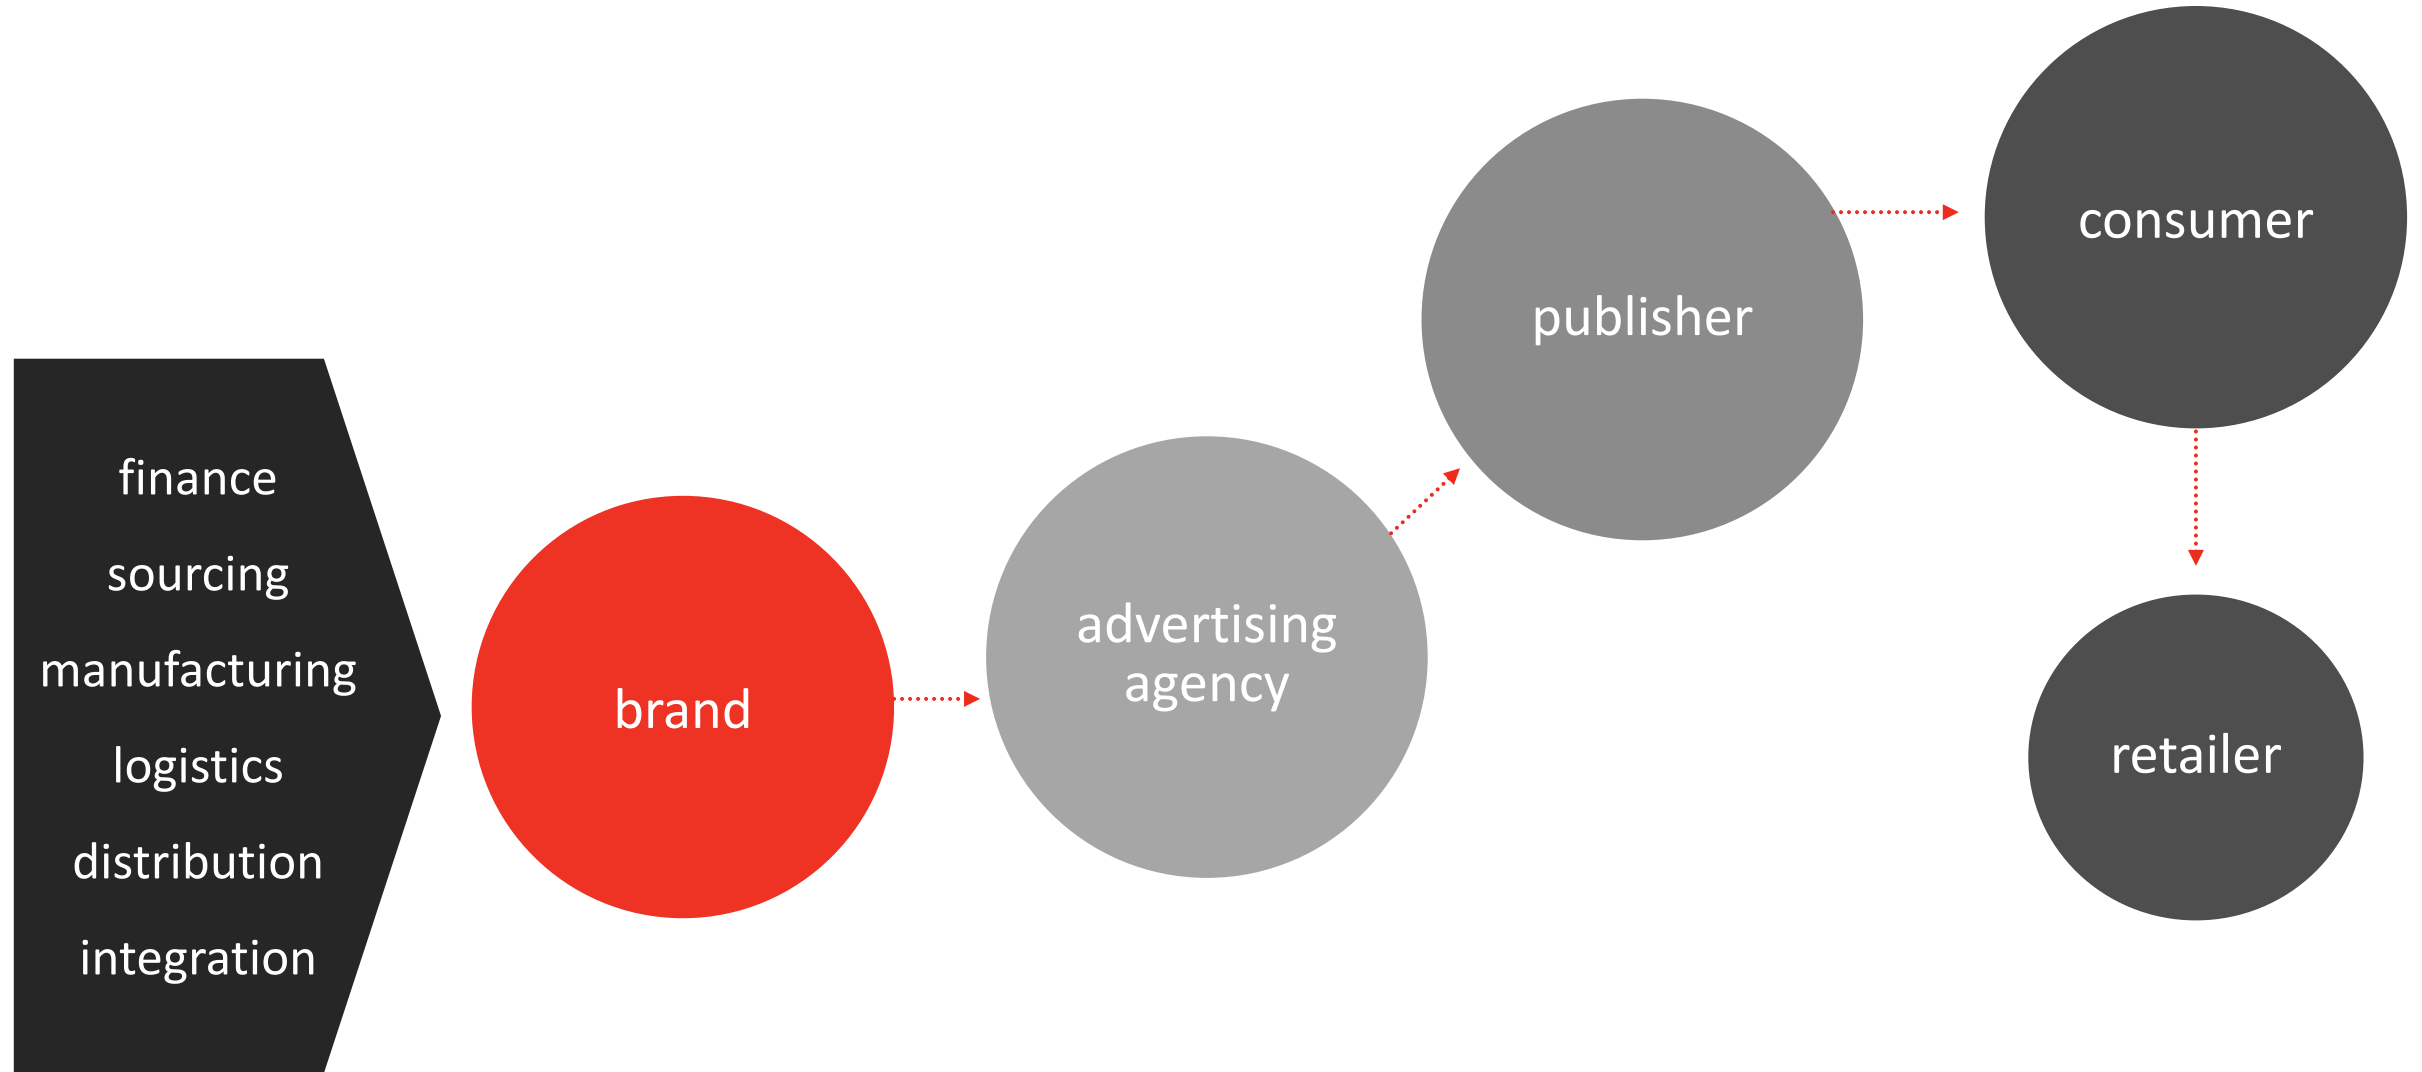 finance
sourcing
manufacturing
logistics
distribution
integration
brand
advertising
agency
publisher
consumer
retailer